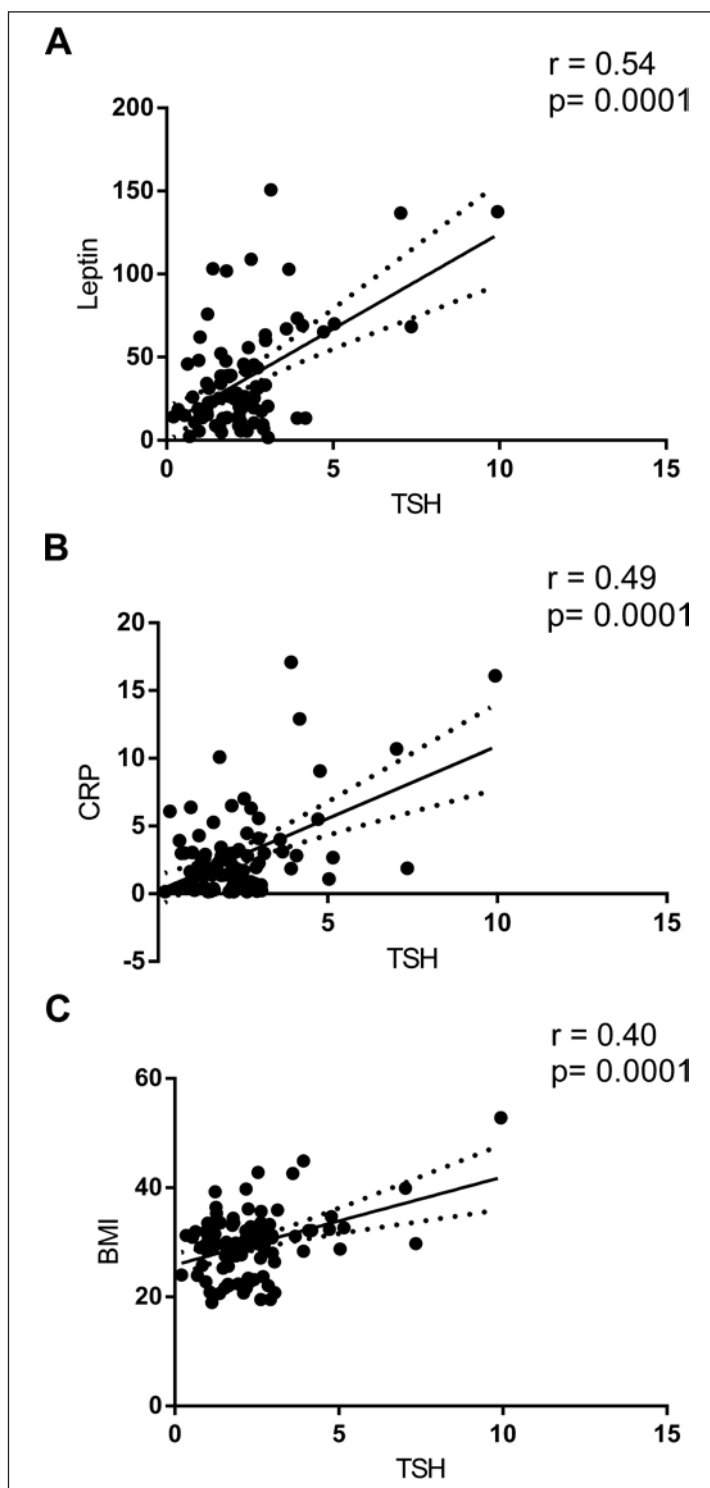 A
r = 0.54
p= 0.0001
200
150
100
50
0
Leptin
0 5 10 15
TSH
B
r = 0.49
p= 0.0001
20
15
10
5
0
-5
CRP
5 10 15
TSH
C
r = 0.40
p= 0.0001
60
40
20
0
BMI
0 5 10 15
TSH